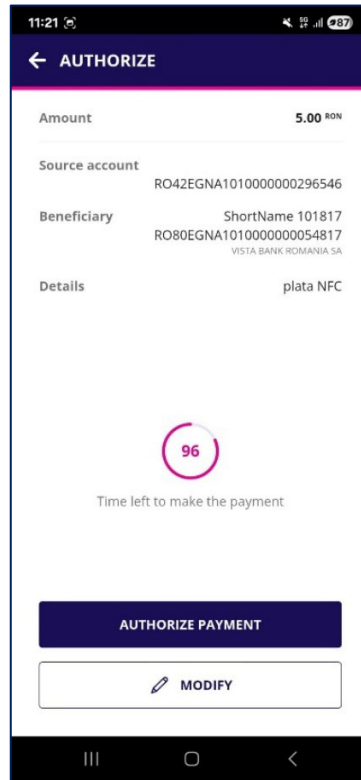 11:21
5G
87
AUTHORIZE
Amount 5.00 RON
Source account
RO42EGNA1010000000296546
Beneficiary ShortName 101817
RO80EGNA1010000000054817
VISTA BANK ROMANIA SA
Details plata NFC
96
Time left to make the payment
AUTHORIZE PAYMENT
MODIFY